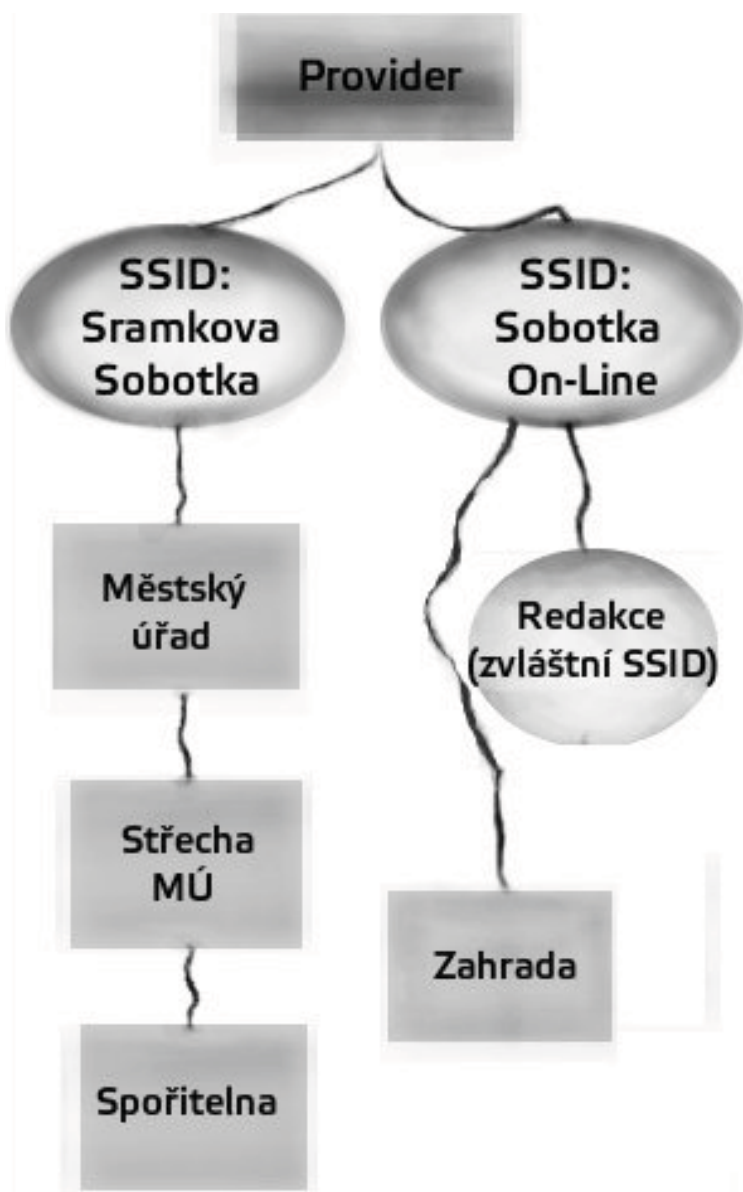 Provider
SSID:
Sramkova
Sobotka
SSID:
Sobotka
On-Line
Městský
úřad
Redakce
(zvláštní SSID)
Střecha
MÚ
Zahrada
Spořitelna